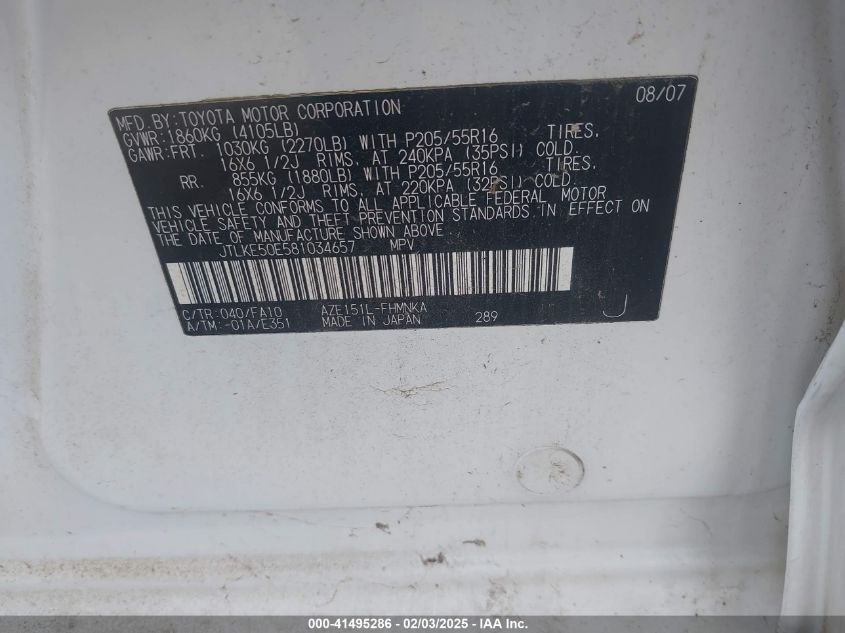 MFD BY:TOYOTA MOTOR CORPORATION 08/07
GVWR:1860KG (4105LB)
GAWR:FRT. 1030KG (2270LB) WITH P205/55R16 TIRES,
16X6 1/2J RIMS, AT 240KPA (35PSI) COLD.
RR. 855KG (1880LB) WITH P205/55R16 TIRES,
16X6 1/2J RIMS, AT 220KPA (32PSI) COLD.
THIS VEHICLE CONFORMS TO ALL APPLICABLE FEDERAL MOTOR
VEHICLE SAFETY AND THEFT PREVENTION STANDARDS IN EFFECT ON
THE DATE OF MANUFACTURE SHOWN ABOVE
JTLKE50E581034657 MPV
C/TR:040/FA10 AZE151L-FHMNKA
A/TM:-01A/E351 MADE IN JAPAN 289 J
000-41495286 - 02/03/2025 - IAA Inc.